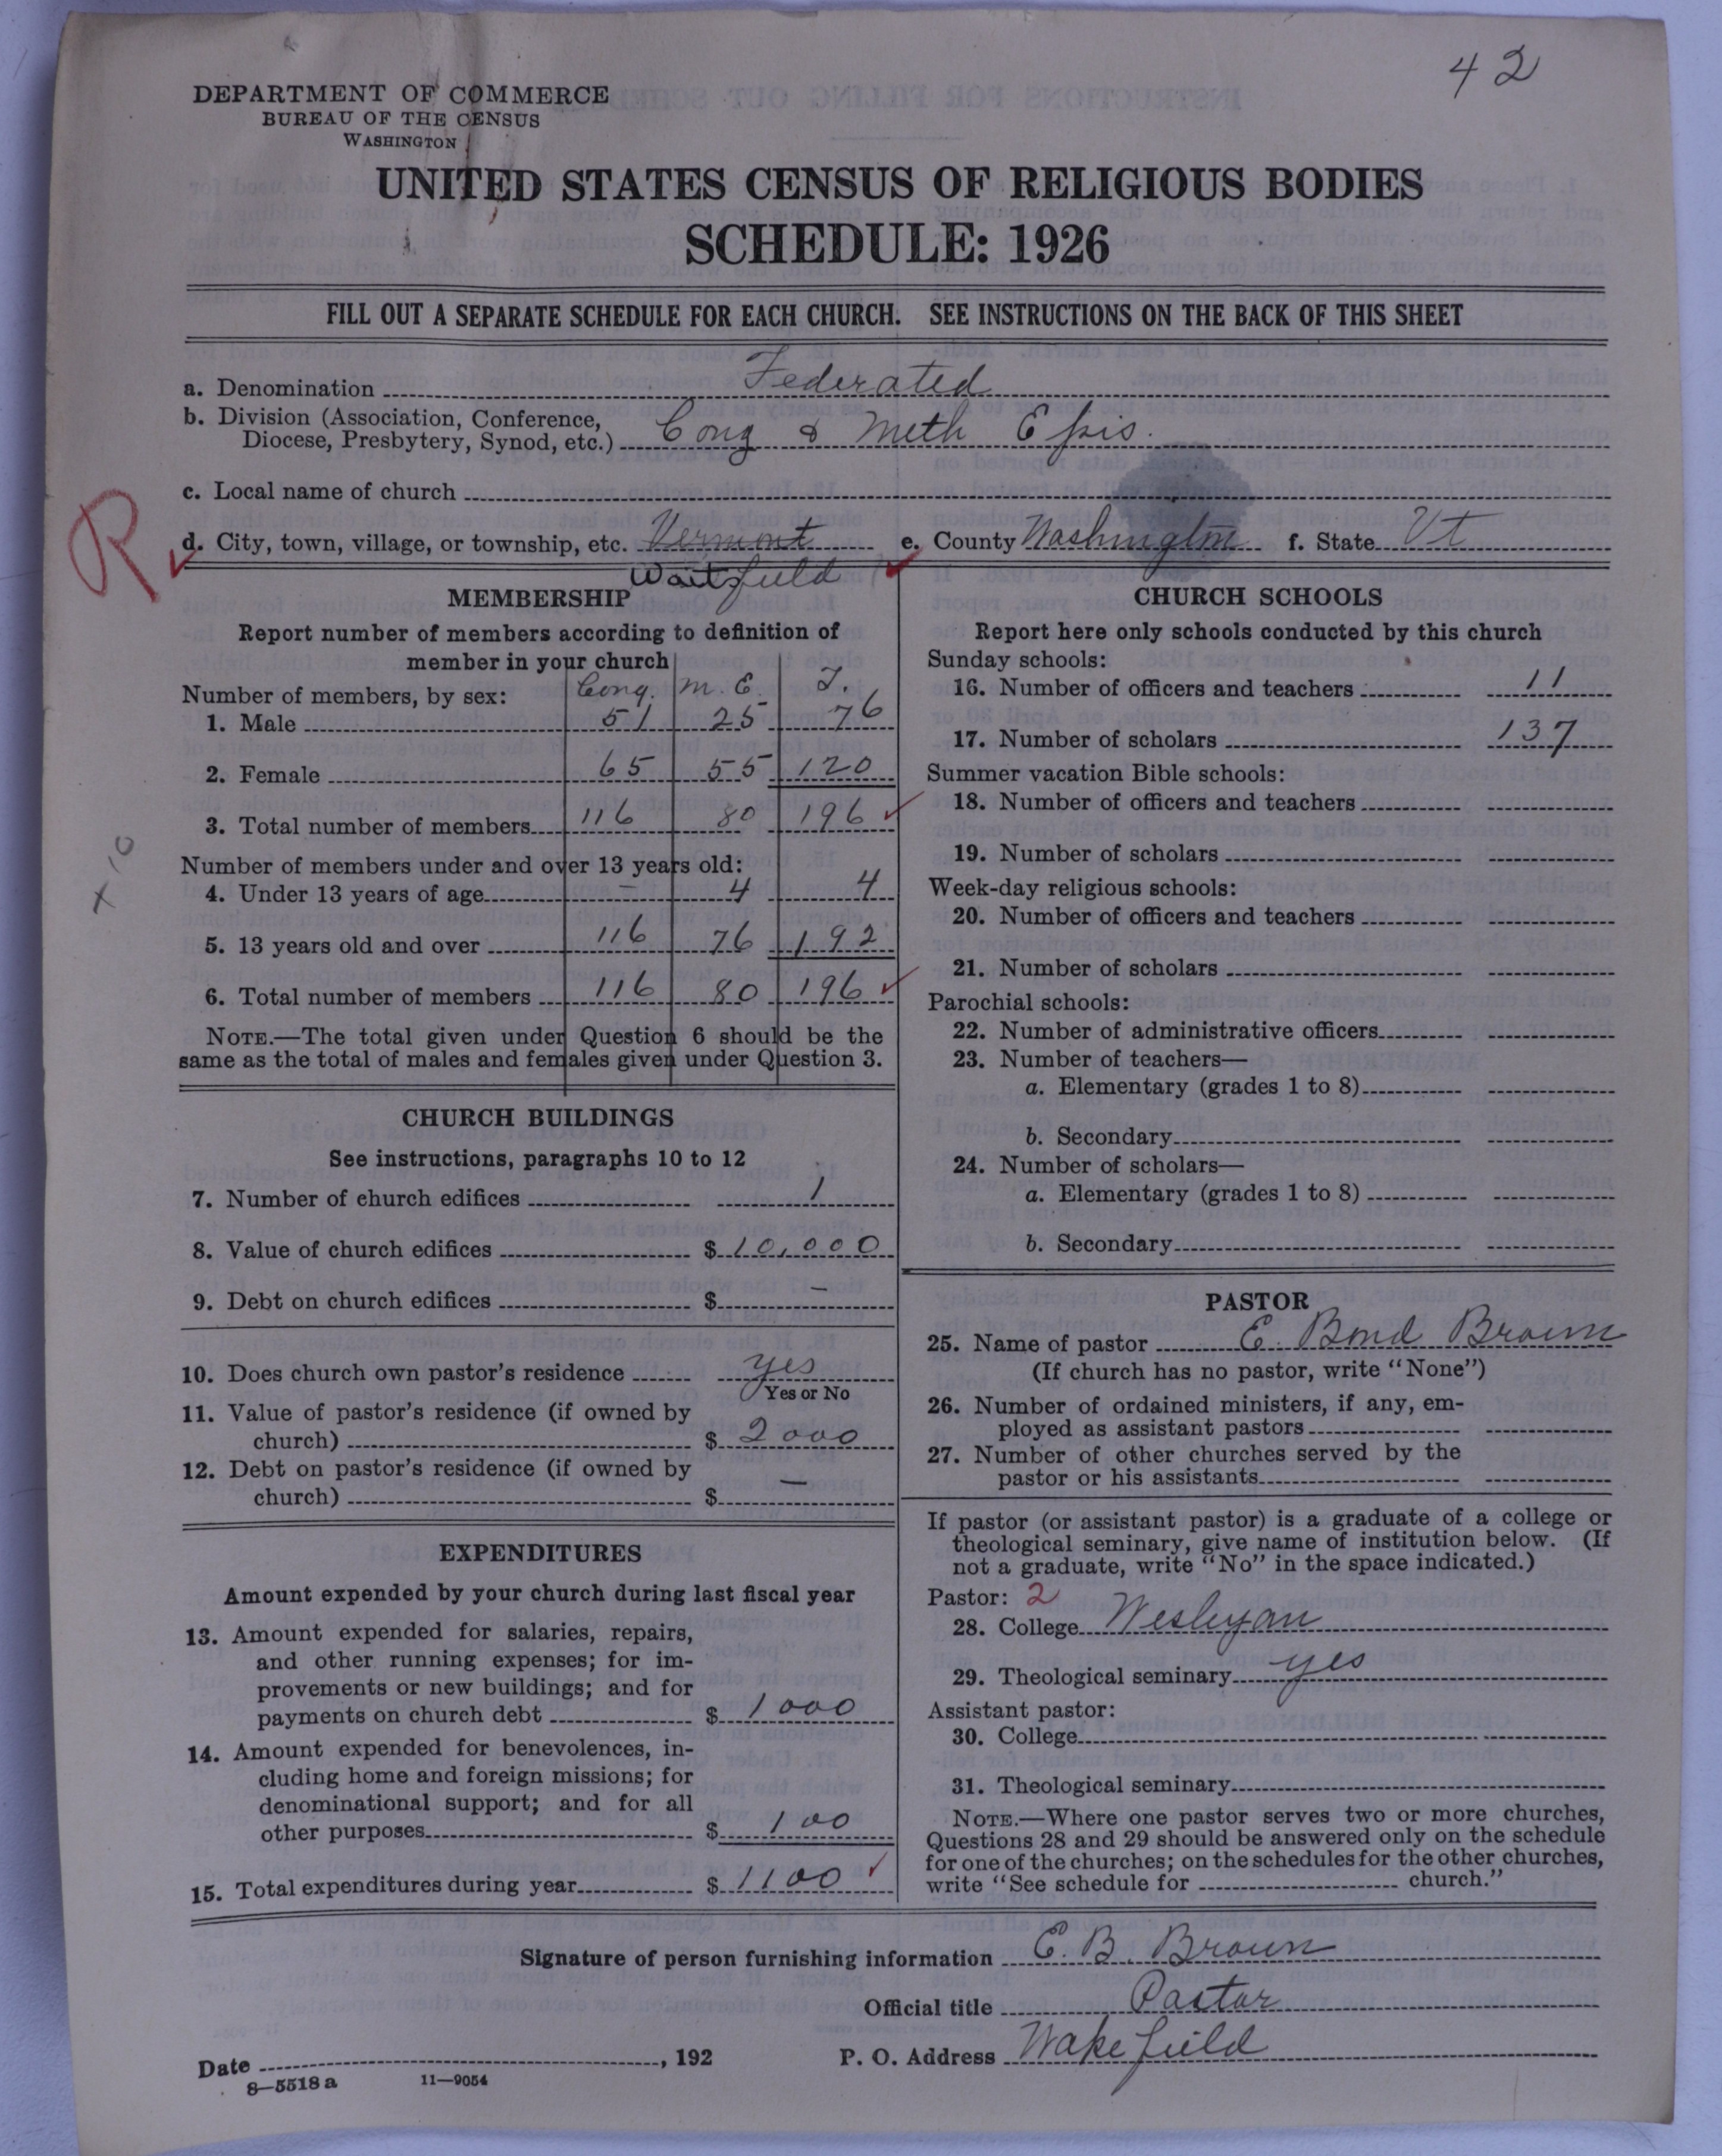 42
DEPARTMENT OF COMMERCE
BUREAU OF THE CENSUS
WASHINGTON
UNITED STATES CENSUS OF RELIGIOUS BODIES
SCHEDULE: 1926
FILL OUT A SEPARATE SCHEDULE FOR EACH CHURCH. SEE INSTRUCTIONS ON THE BACK OF THIS SHEET
a. Denomination Federated
b. Division (Association, Conference,
Diocese, Presbytery, Synod, etc.) Cong & Meth Epis.
c. Local name of church
R
d. City, town, village, or township, etc. Vermont e. County Washington f. State Vt
Waitsfield
MEMBERSHIP
Report number of members according to definition of
member in your church
Number of members, by sex: Cong. M. E. T.
1. Male 51 25 76
2. Female 65 55 120
3. Total number of members 116 80 196
Number of members under and over 13 years old:
4. Under 13 years of age – 4 4
5. 13 years old and over 116 76 192
6. Total number of members 116 80 196
NOTE.—The total given under Question 6 should be the
same as the total of males and females given under Question 3.
x 10
CHURCH BUILDINGS
See instructions, paragraphs 10 to 12
7. Number of church edifices 1
8. Value of church edifices $ 10,000
9. Debt on church edifices $ –
10. Does church own pastor's residence yes
Yes or No
11. Value of pastor's residence (if owned by
church) $ 2000
12. Debt on pastor's residence (if owned by
church) $ –
EXPENDITURES
Amount expended by your church during last fiscal year
13. Amount expended for salaries, repairs,
and other running expenses; for im-
provements or new buildings; and for
payments on church debt $ 1000
14. Amount expended for benevolences, in-
cluding home and foreign missions; for
denominational support; and for all
other purposes $ 100
15. Total expenditures during year $ 1100
CHURCH SCHOOLS
Report here only schools conducted by this church
Sunday schools:
16. Number of officers and teachers 11
17. Number of scholars 137
Summer vacation Bible schools:
18. Number of officers and teachers
19. Number of scholars
Week-day religious schools:
20. Number of officers and teachers
21. Number of scholars
Parochial schools:
22. Number of administrative officers
23. Number of teachers—
a. Elementary (grades 1 to 8)
b. Secondary
24. Number of scholars—
a. Elementary (grades 1 to 8)
b. Secondary
PASTOR
25. Name of pastor E. Bond Brown
(If church has no pastor, write "None")
26. Number of ordained ministers, if any, em-
ployed as assistant pastors
27. Number of other churches served by the
pastor or his assistants
If pastor (or assistant pastor) is a graduate of a college or
theological seminary, give name of institution below. (If
not a graduate, write "No" in the space indicated.)
Pastor: 2
28. College Wesleyan
29. Theological seminary yes
Assistant pastor:
30. College
31. Theological seminary
NOTE.—Where one pastor serves two or more churches,
Questions 28 and 29 should be answered only on the schedule
for one of the churches; on the schedules for the other churches,
write "See schedule for church."
Signature of person furnishing information E. B. Brown
Official title Pastor
Date , 192 P. O. Address Wakefield
8—5518 a 11—9054